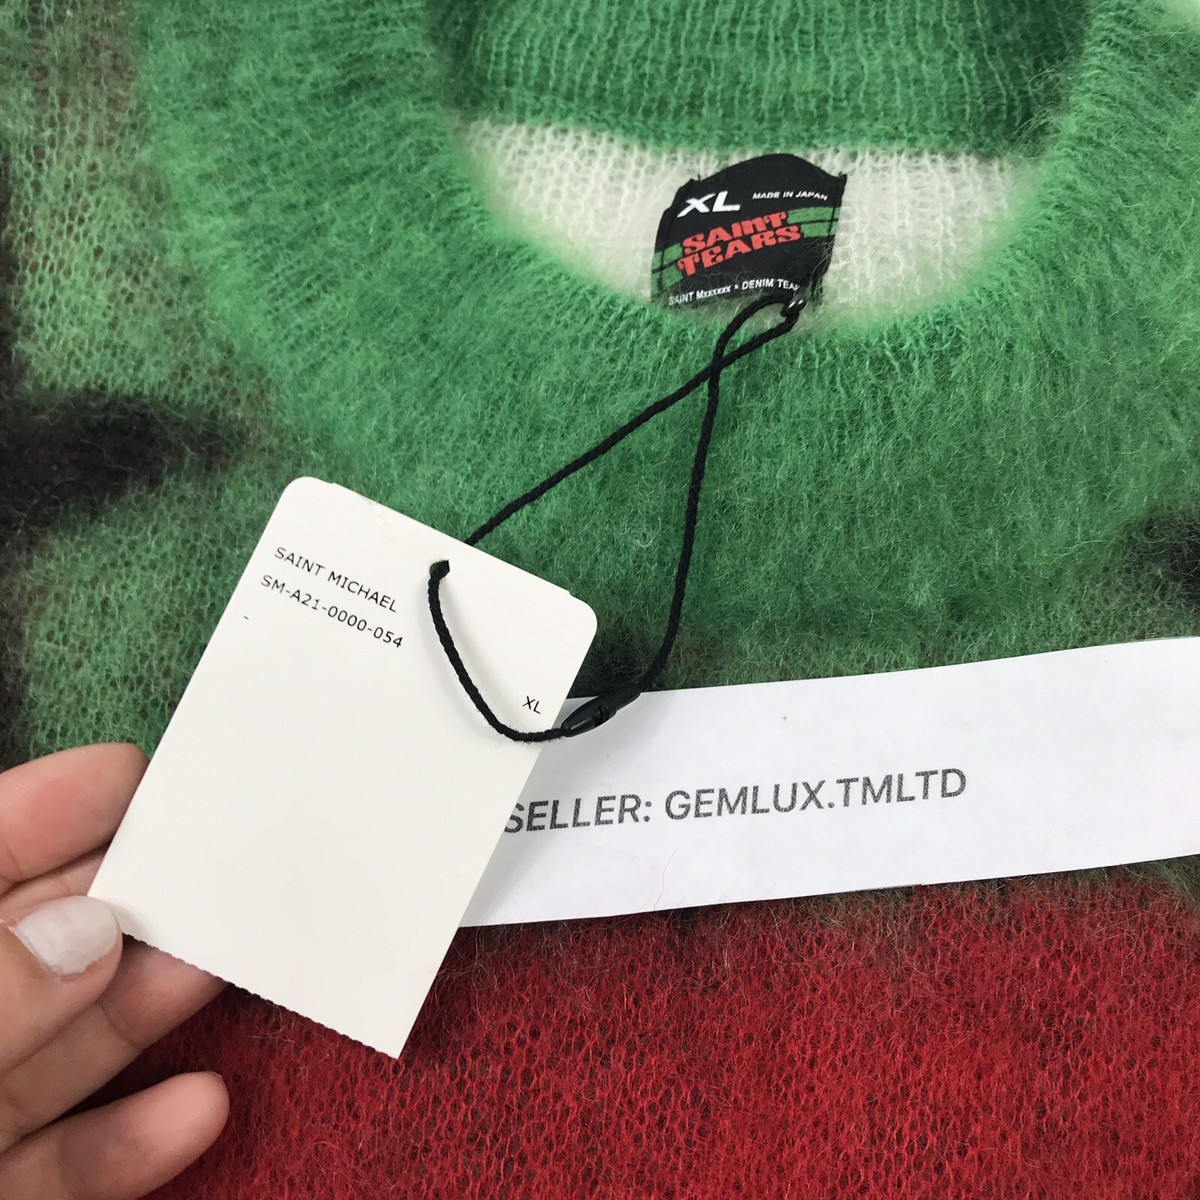 XL MADE IN JAPAN
SAINT
TEARS
SAINT Mxxxxxx × DENIM TEA
SAINT MICHAEL
SM-A21-0000-054
-
XL
SELLER: GEMLUX.TMLTD